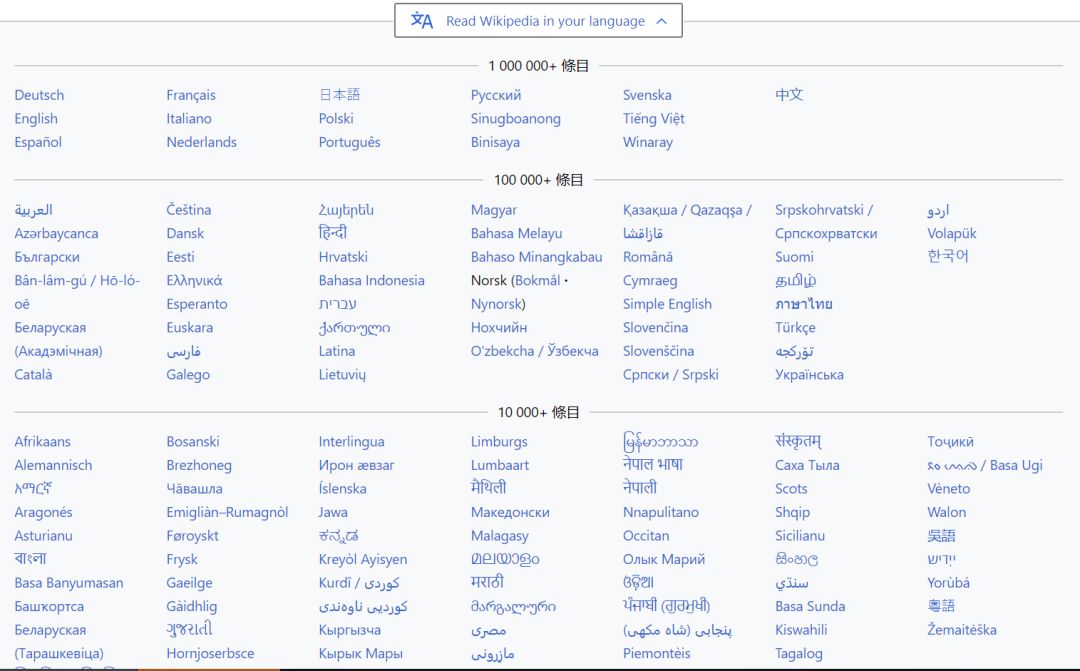 Read Wikipedia in your language
1 000 000+ 條目
Deutsch
English
Español
Français
Italiano
Nederlands
日本語
Polski
Português
Русский
Sinugboanong
Binisaya
Svenska
Tiếng Việt
Winaray
中文
100 000+ 條目
العربية
Azərbaycanca
Български
Bân-lâm-gú / Hō-ló-
oē
Беларуская
(Акадэмічная)
Català
Čeština
Dansk
Eesti
Ελληνικά
Esperanto
Euskara
فارسی
Galego
Հայերեն
हिन्दी
Hrvatski
Bahasa Indonesia
עברית
ქართული
Latina
Lietuvių
Magyar
Bahasa Melayu
Bahaso Minangkabau
Norsk (Bokmål •
Nynorsk)
Нохчийн
Oʻzbekcha / Ўзбекча
Қазақша / Qazaqşa /
قازاقشا
Română
Cymraeg
Simple English
Slovenčina
Slovenščina
Српски / Srpski
Srpskohrvatski /
Српскохрватски
Suomi
தமிழ்
ภาษาไทย
Türkçe
تۆرکجه
Українська
اردو
Volapük
한국어
10 000+ 條目
Afrikaans
Alemannisch
አማርኛ
Aragonés
Asturianu
বাংলা
Basa Banyumasan
Башҡортса
Беларуская
(Тарашкевіца)
Bosanski
Brezhoneg
Чӑвашла
Emigliàn–Rumagnòl
Føroyskt
Frysk
Gaeilge
Gàidhlig
ગુજરાતી
Hornjoserbsce
Interlingua
Ирон æвзаг
Íslenska
Jawa
ಕನ್ನಡ
Kreyòl Ayisyen
Kurdî / كوردی
کوردیی ناوەندی
Кыргызча
Кырык Мары
Limburgs
Lumbaart
मैथिली
Македонски
Malagasy
മലയാളം
मराठी
მარგალური
مصرى
مازِرونی
မြန်မာဘာသာ
नेपाल भाषा
नेपाली
Nnapulitano
Occitan
Олык Марий
ଓଡ଼ିଆ
ਪੰਜਾਬੀ (ਗੁਰਮੁਖੀ)
پنجابی (شاہ مکھی)
Piemontèis
संस्कृतम्
Саха Тыла
Scots
Shqip
Sicilianu
සිංහල
سنڌي
Basa Sunda
Kiswahili
Tagalog
Тоҷикӣ
ᨅᨔ ᨕᨘᨁᨗ / Basa Ugi
Vèneto
Walon
吳語
ייִדיש
Yorùbá
粵語
Žemaitėška